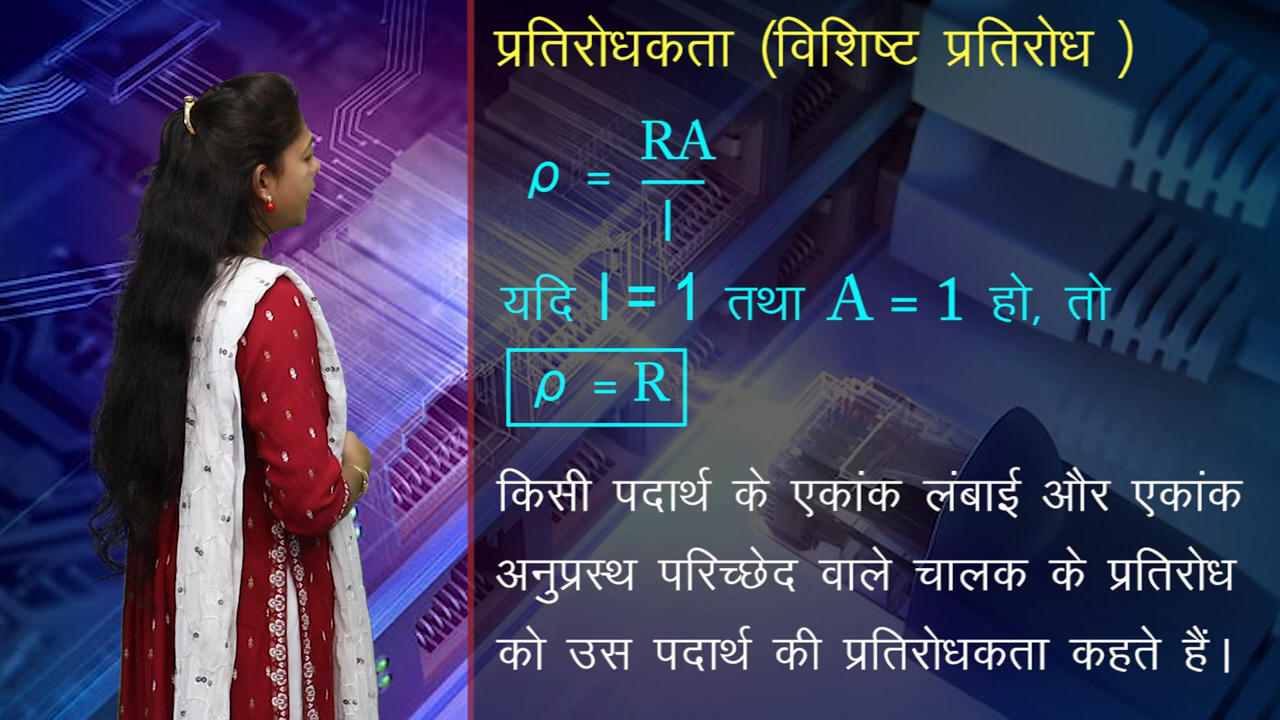 प्रतिरोधकता (विशिष्ट प्रतिरोध )
ρ = RA / l
यदि l = 1 तथा A = 1 हो, तो
ρ = R
किसी पदार्थ के एकांक लंबाई और एकांक
अनुप्रस्थ परिच्छेद वाले चालक के प्रतिरोध
को उस पदार्थ की प्रतिरोधकता कहते हैं।